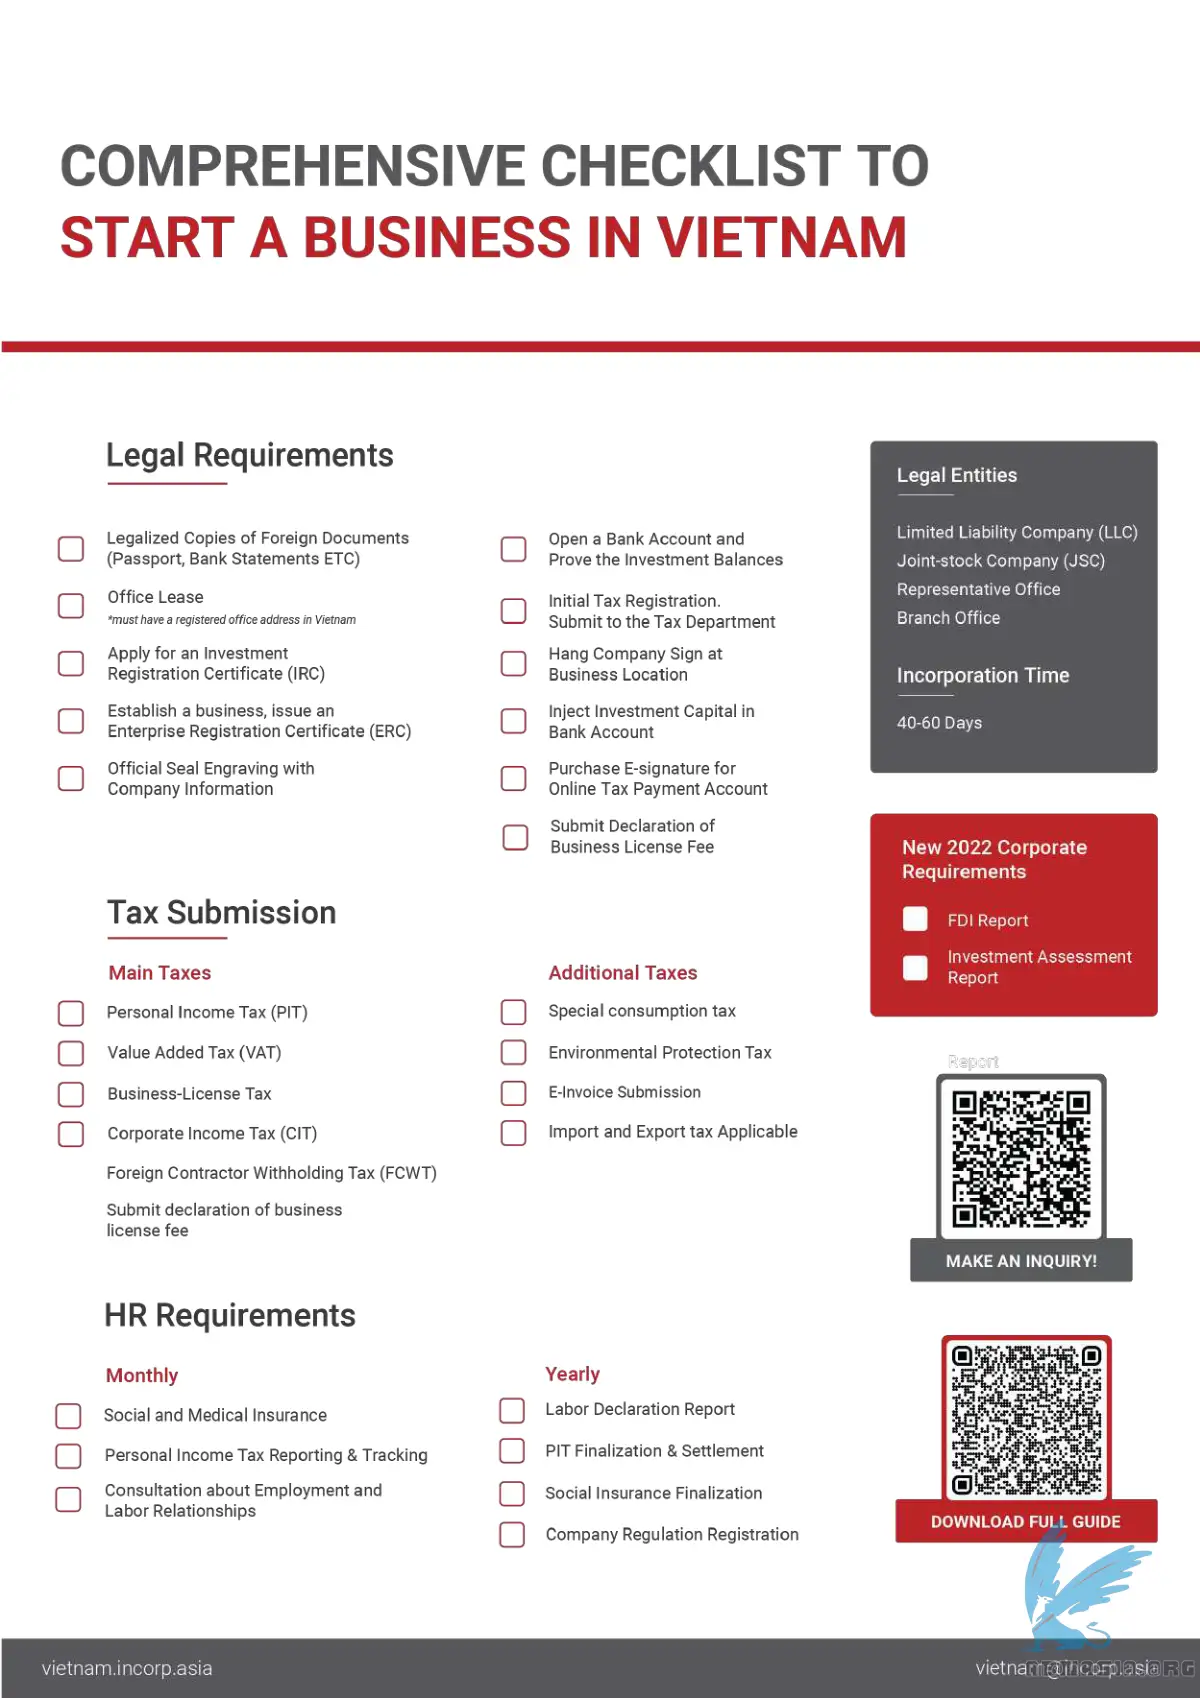 COMPREHENSIVE CHECKLIST TO
START A BUSINESS IN VIETNAM
Legal Requirements
Legalized Copies of Foreign Documents
(Passport, Bank Statements ETC)
Office Lease
*must have a registered office address in Vietnam
Apply for an Investment
Registration Certificate (IRC)
Establish a business, issue an
Enterprise Registration Certificate (ERC)
Official Seal Engraving with
Company Information
Open a Bank Account and
Prove the Investment Balances
Initial Tax Registration.
Submit to the Tax Department
Hang Company Sign at
Business Location
Inject Investment Capital in
Bank Account
Purchase E-signature for
Online Tax Payment Account
Submit Declaration of
Business License Fee
Legal Entities
Limited Liability Company (LLC)
Joint-stock Company (JSC)
Representative Office
Branch Office
Incorporation Time
40-60 Days
New 2022 Corporate
Requirements
FDI Report
Investment Assessment
Report
Report
MAKE AN INQUIRY!
DOWNLOAD FULL GUIDE
Tax Submission
Main Taxes
Personal Income Tax (PIT)
Value Added Tax (VAT)
Business-License Tax
Corporate Income Tax (CIT)
Foreign Contractor Withholding Tax (FCWT)
Submit declaration of business
license fee
Additional Taxes
Special consumption tax
Environmental Protection Tax
E-Invoice Submission
Import and Export tax Applicable
HR Requirements
Monthly
Social and Medical Insurance
Personal Income Tax Reporting & Tracking
Consultation about Employment and
Labor Relationships
Yearly
Labor Declaration Report
PIT Finalization & Settlement
Social Insurance Finalization
Company Regulation Registration
vietnam.incorp.asia
vietnam@incorp.asia